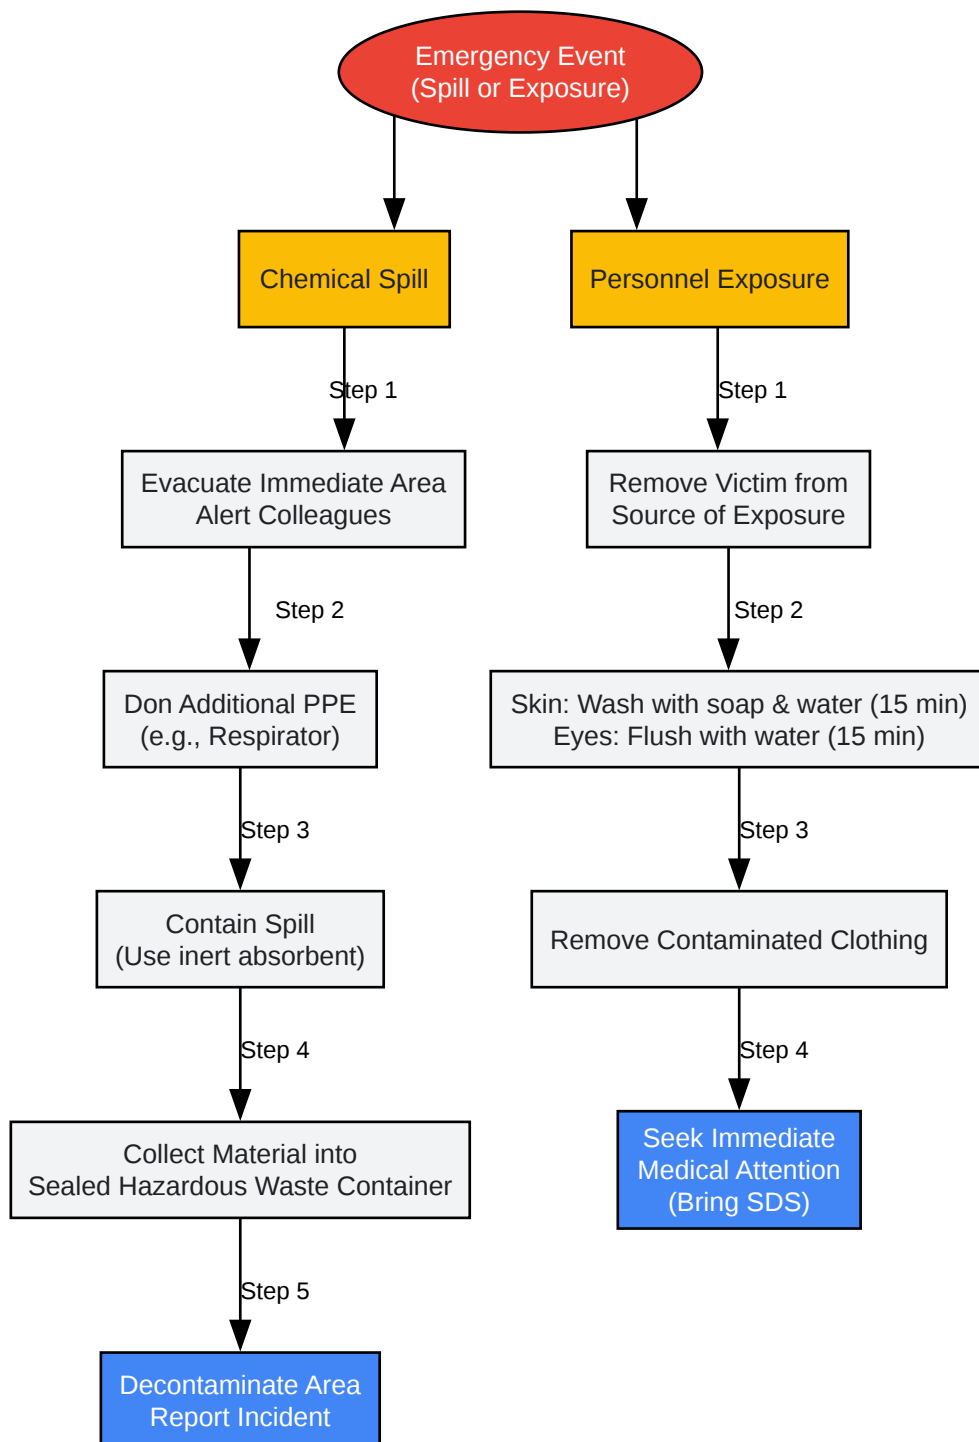 Emergency Event
(Spill or Exposure)
Chemical Spill
Personnel Exposure
Step 1
Step 1
Evacuate Immediate Area
Alert Colleagues
Remove Victim from
Source of Exposure
Step 2
Step 2
Don Additional PPE
(e.g., Respirator)
Skin: Wash with soap & water (15 min)
Eyes: Flush with water (15 min)
Step 3
Step 3
Contain Spill
(Use inert absorbent)
Remove Contaminated Clothing
Step 4
Step 4
Collect Material into
Sealed Hazardous Waste Container
Seek Immediate
Medical Attention
(Bring SDS)
Step 5
Decontaminate Area
Report Incident